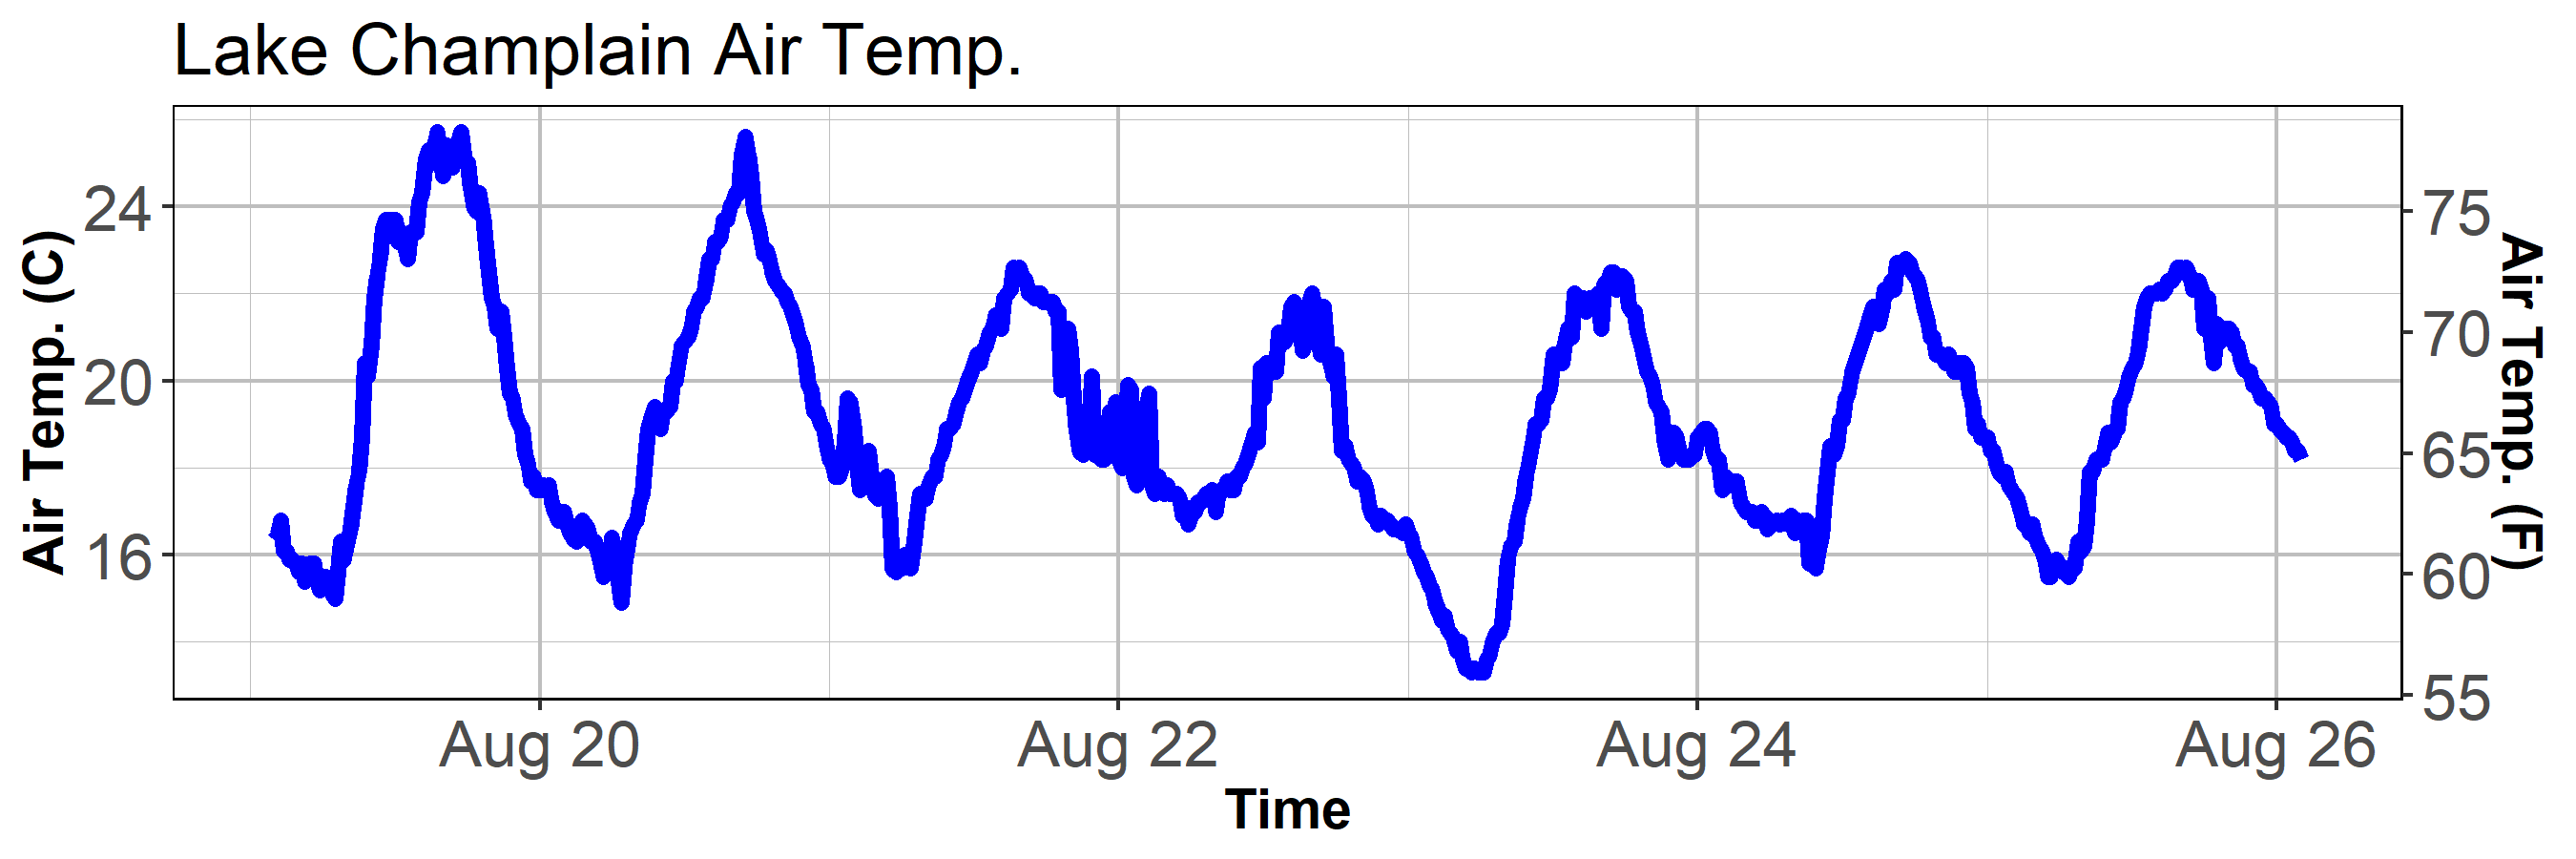 Lake Champlain Air Temp.
Air Temp. (C)
24
20
16
75
70
65
60
55
Air Temp. (F)
Aug 20 Aug 22 Aug 24 Aug 26
Time